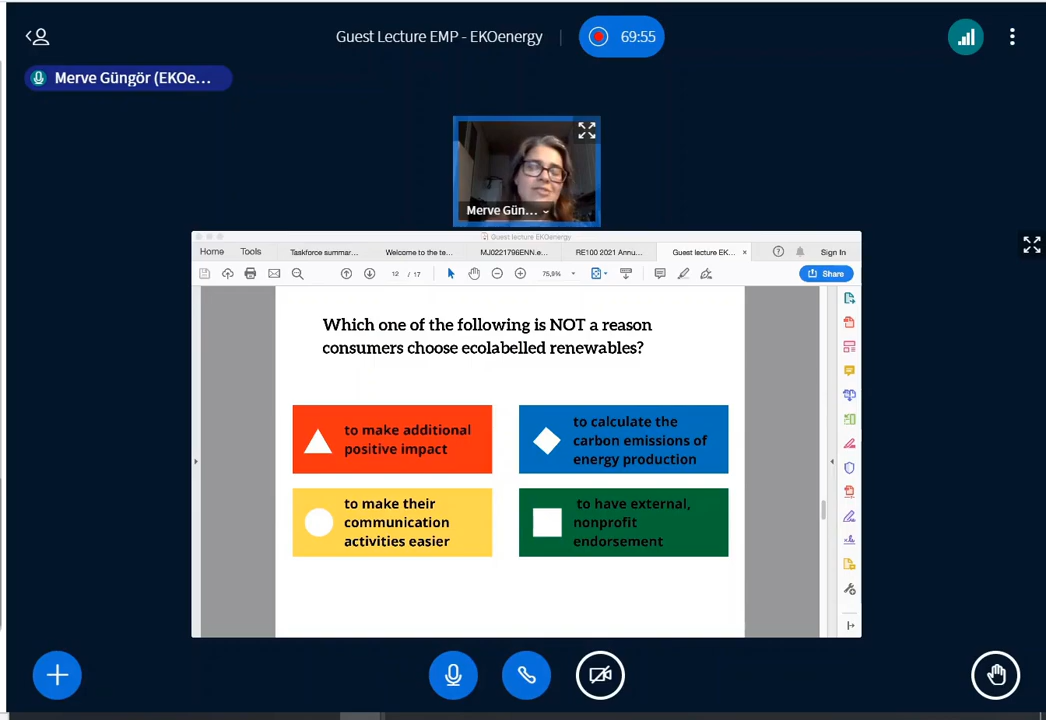 Guest Lecture EMP - EKOenergy
69:55
Merve Güngör (EKOe...
Merve Gün...
Guest lecture EKOenergy
Home Tools Taskforce summar... Welcome to the te... MJ0221796ENN.e... RE100 2021 Annu... Guest lecture EK... × Sign In
12 / 17 75,9% Share
Which one of the following is NOT a reason
consumers choose ecolabelled renewables?
to make additional
positive impact
to calculate the
carbon emissions of
energy production
to make their
communication
activities easier
to have external,
nonprofit
endorsement